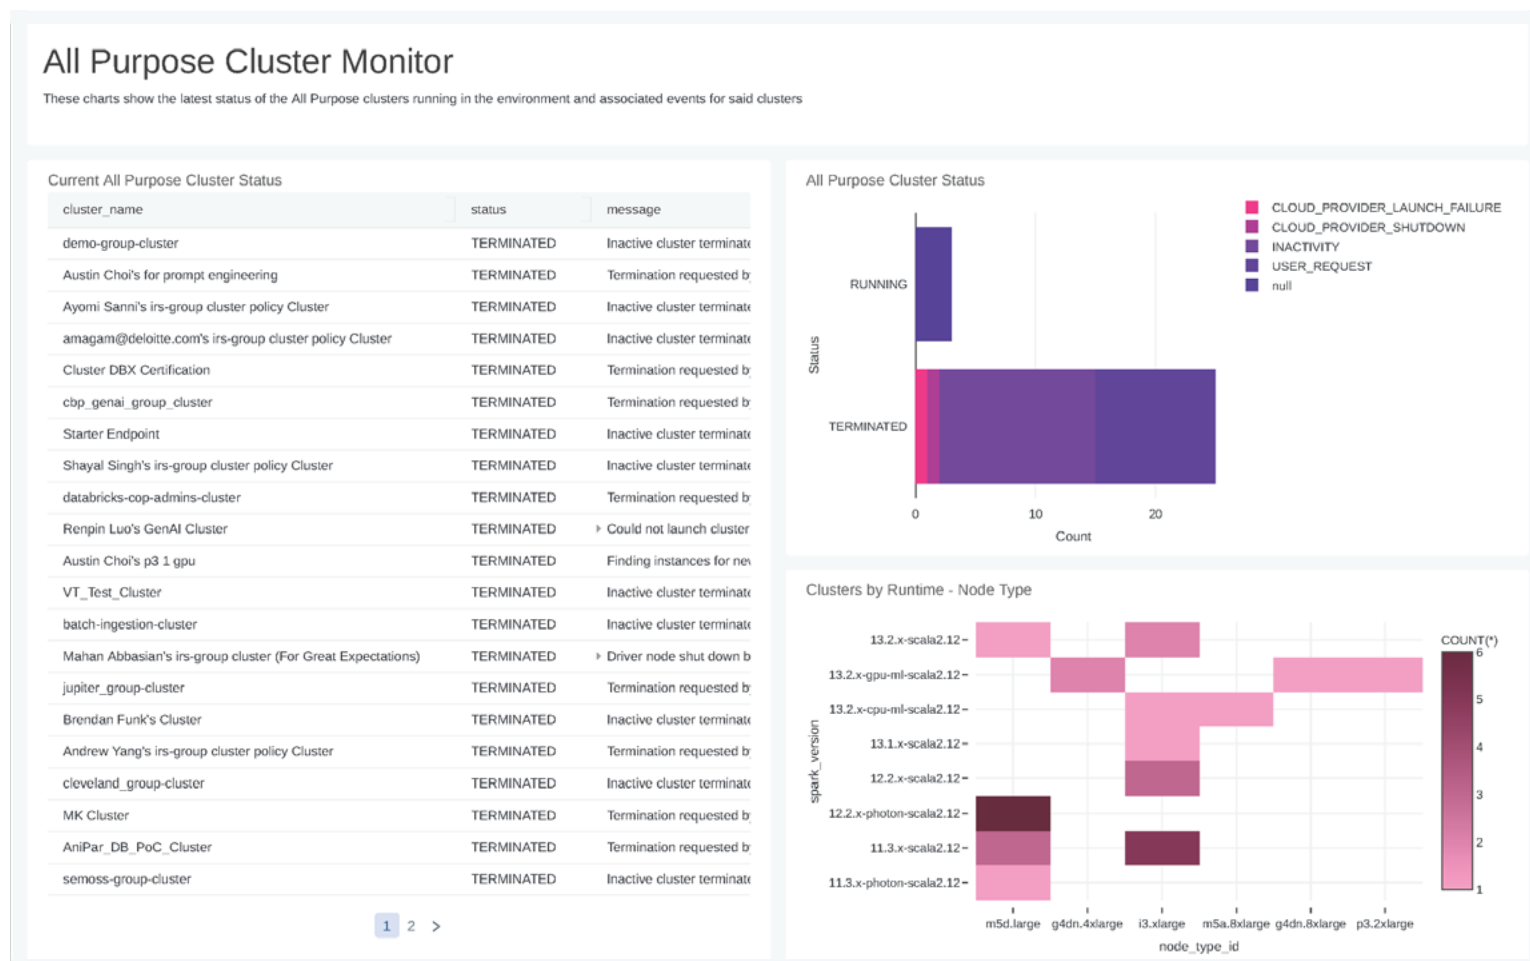 All Purpose Cluster Monitor
These charts show the latest status of the All Purpose clusters running in the environment and associated events for said clusters
Current All Purpose Cluster Status
cluster_name status message
demo-group-cluster TERMINATED Inactive cluster terminate
Austin Choi's for prompt engineering TERMINATED Termination requested by
Ayomi Sanni's irs-group cluster policy Cluster TERMINATED Inactive cluster terminate
amagam@deloitte.com's irs-group cluster policy Cluster TERMINATED Inactive cluster terminate
Cluster DBX Certification TERMINATED Termination requested by
cbp_genai_group_cluster TERMINATED Termination requested by
Starter Endpoint TERMINATED Inactive cluster terminate
Shayal Singh's irs-group cluster policy Cluster TERMINATED Inactive cluster terminate
databricks-cop-admins-cluster TERMINATED Termination requested by
Renpin Luo's GenAI Cluster TERMINATED Could not launch cluster
Austin Choi's p3 1 gpu TERMINATED Finding instances for new
VT_Test_Cluster TERMINATED Inactive cluster terminate
batch-ingestion-cluster TERMINATED Inactive cluster terminate
Mahan Abbasian's irs-group cluster (For Great Expectations) TERMINATED Driver node shut down b
jupiter_group-cluster TERMINATED Termination requested by
Brendan Funk's Cluster TERMINATED Inactive cluster terminate
Andrew Yang's irs-group cluster policy Cluster TERMINATED Termination requested by
cleveland_group-cluster TERMINATED Inactive cluster terminate
MK Cluster TERMINATED Termination requested by
AniPar_DB_PoC_Cluster TERMINATED Termination requested by
semoss-group-cluster TERMINATED Inactive cluster terminate
1 2 >
All Purpose Cluster Status
CLOUD_PROVIDER_LAUNCH_FAILURE
CLOUD_PROVIDER_SHUTDOWN
INACTIVITY
USER_REQUEST
null
RUNNING
TERMINATED
Status
0 10 20
Count
Clusters by Runtime - Node Type
13.2.x-scala2.12
13.2.x-gpu-ml-scala2.12
13.2.x-cpu-ml-scala2.12
13.1.x-scala2.12
12.2.x-scala2.12
12.2.x-photon-scala2.12
11.3.x-scala2.12
11.3.x-photon-scala2.12
spark_version
m5d.large g4dn.4xlarge i3.xlarge m5a.8xlarge g4dn.8xlarge p3.2xlarge
node_type_id
COUNT(*)
6
5
4
3
2
1